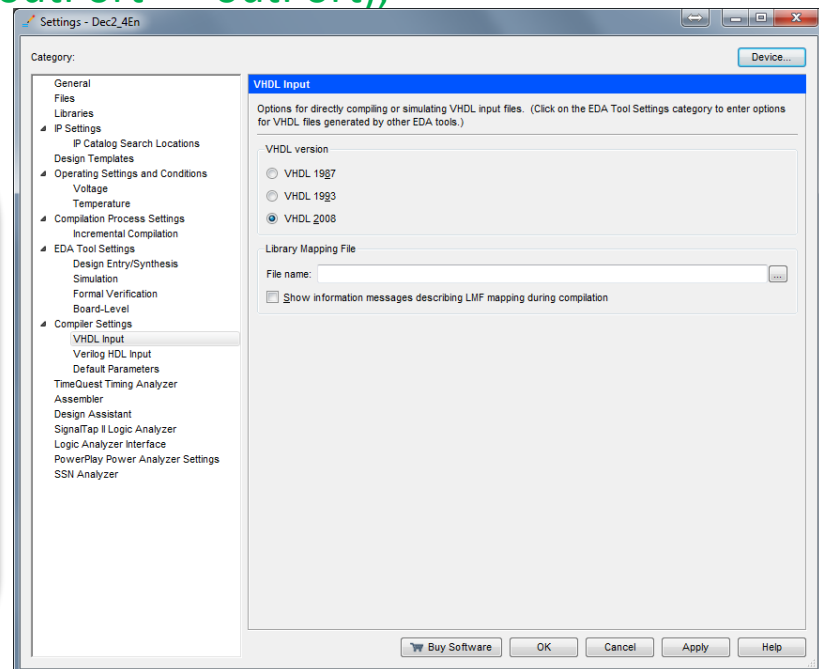 Settings - Dec2_4En
Category:
Device...
General
Files
Libraries
IP Settings
IP Catalog Search Locations
Design Templates
Operating Settings and Conditions
Voltage
Temperature
Compilation Process Settings
Incremental Compilation
EDA Tool Settings
Design Entry/Synthesis
Simulation
Formal Verification
Board-Level
Compiler Settings
VHDL Input
Verilog HDL Input
Default Parameters
TimeQuest Timing Analyzer
Assembler
Design Assistant
SignalTap II Logic Analyzer
Logic Analyzer Interface
PowerPlay Power Analyzer Settings
SSN Analyzer
VHDL Input
Options for directly compiling or simulating VHDL input files. (Click on the EDA Tool Settings category to enter options
for VHDL files generated by other EDA tools.)
VHDL version
VHDL 1987
VHDL 1993
VHDL 2008
Library Mapping File
File name:
...
Show information messages describing LMF mapping during compilation
Buy Software
OK
Cancel
Apply
Help